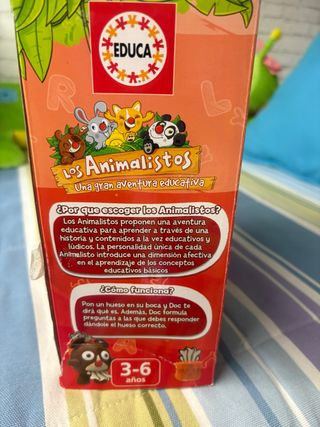 EDUCA
Los Animalistos
Una gran aventura educativa
¿Por que escoger los Animalistos?
Los Animalistos proponen una aventura
educativa para aprender a través de una
historia y contenidos a la vez educativos y
lúdicos. La personalidad única de cada
Animalisto introduce una dimensión afectiva
en el aprendizaje de los conceptos
educativos básicos
¿Cómo funciona?
Pon un hueso en su boca y Doc te
dirá qué es. Además, Doc formula
preguntas a las que debes responder
dándole el hueso correcto.
3-6
años
R
L